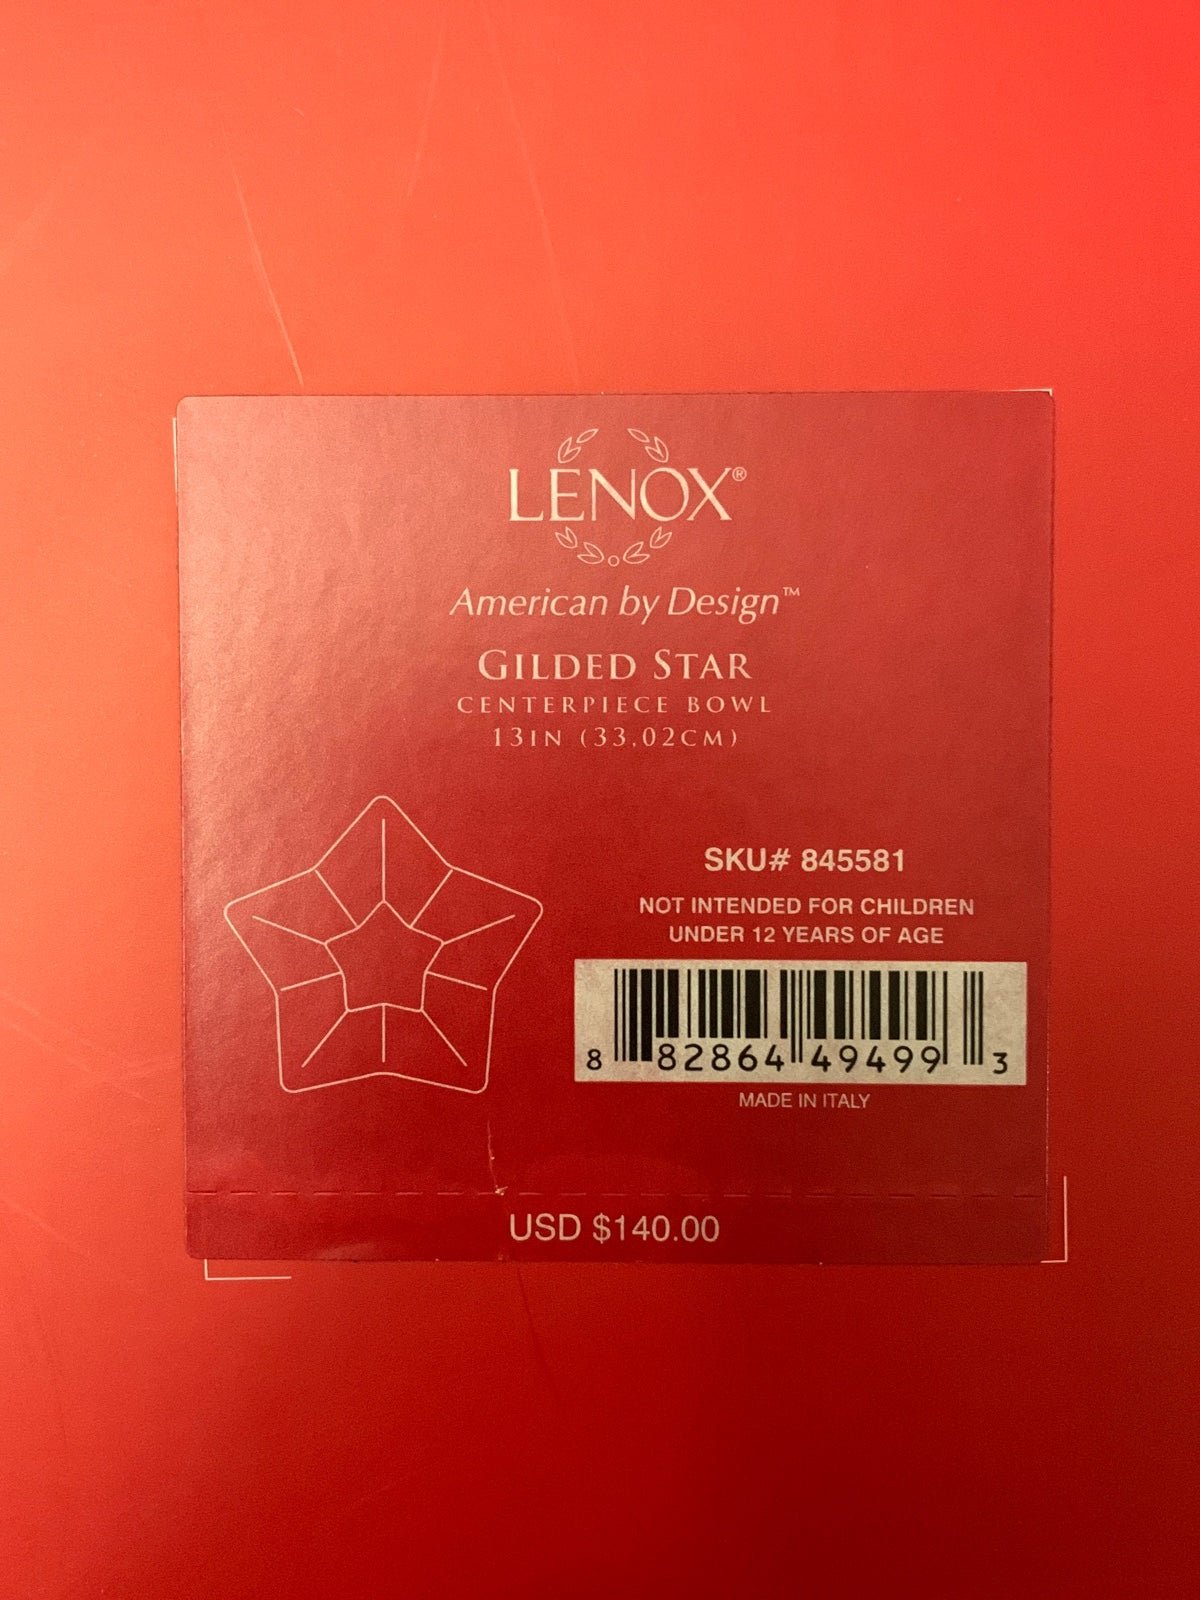 LENOX®
American by Design™
GILDED STAR
CENTERPIECE BOWL
13IN (33,02CM)
SKU# 845581
NOT INTENDED FOR CHILDREN
UNDER 12 YEARS OF AGE
8 82864 49499 3
MADE IN ITALY
USD $140.00